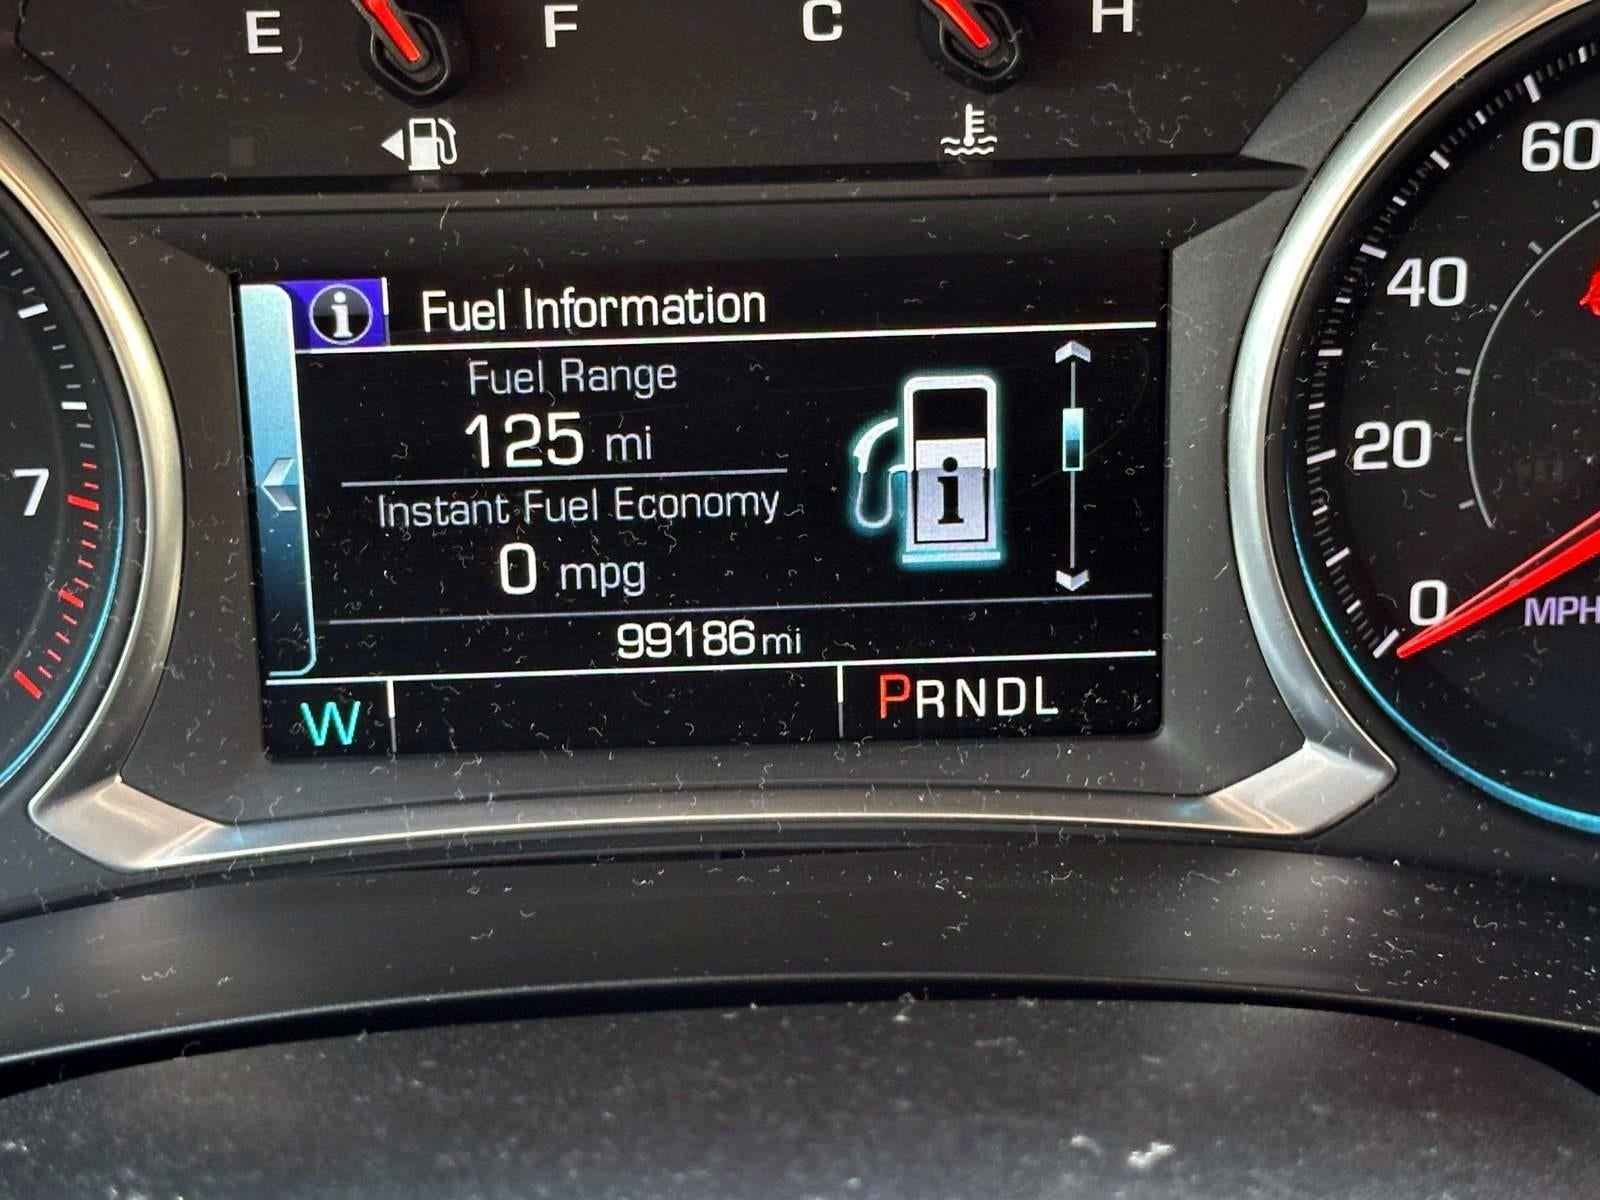 E F C H
60
40
20
0
MPH
7
i Fuel Information
Fuel Range
125 mi
Instant Fuel Economy
0 mpg
i
99186 mi
W PRNDL